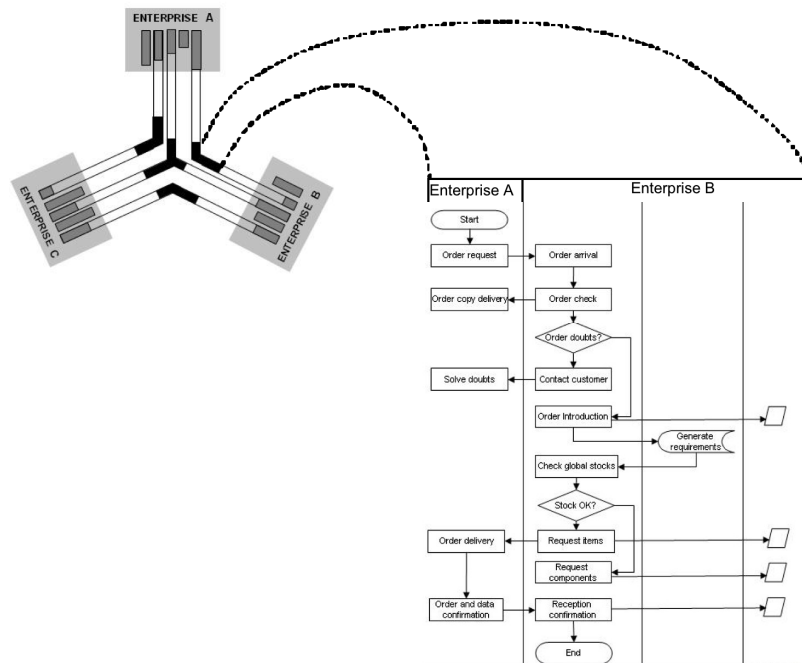 ENTERPRISE A
ENTERPRISE B
ENTERPRISE C
Enterprise A
Enterprise B
Start
Order request
Order arrival
Order copy delivery
Order check
Order doubts?
Solve doubts
Contact customer
Order Introduction
Generate
requirements
Check global stocks
Stock OK?
Order delivery
Request items
Request
components
Order and data
confirmation
Reception
confirmation
End